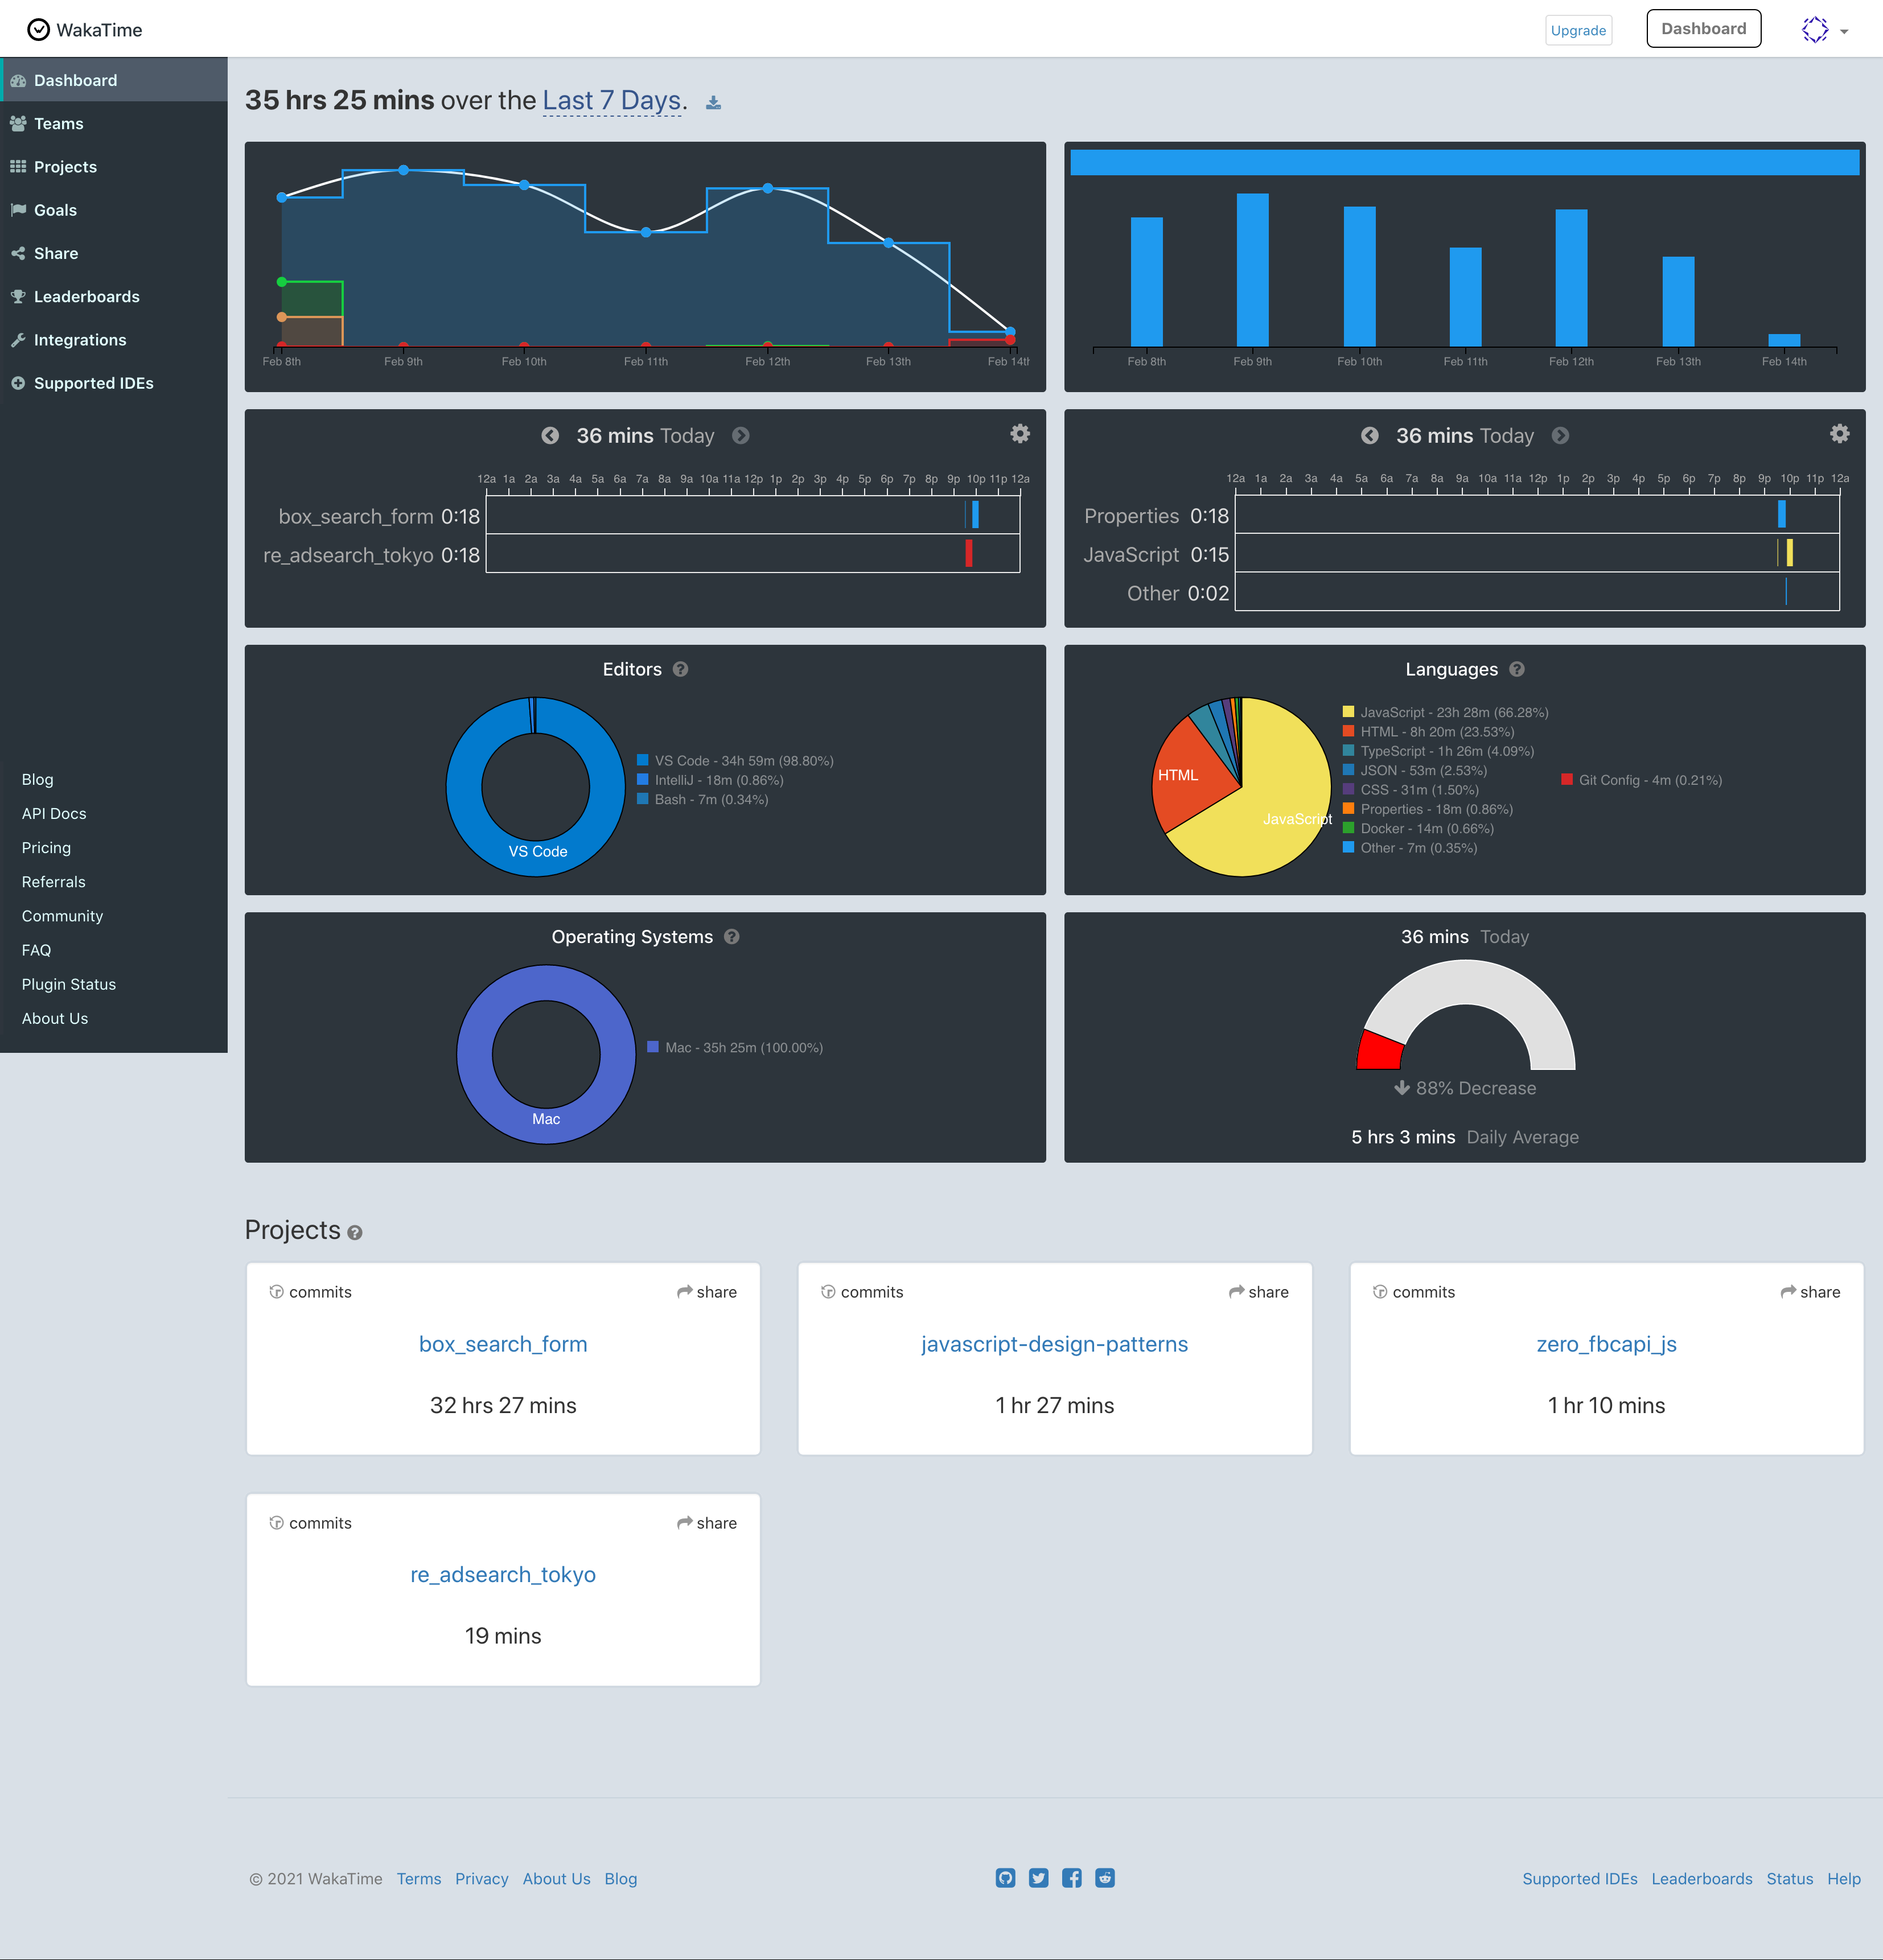 WakaTime
Upgrade
Dashboard
Dashboard
Teams
Projects
Goals
Share
Leaderboards
Integrations
Supported IDEs
Blog
API Docs
Pricing
Referrals
Community
FAQ
Plugin Status
About Us
35 hrs 25 mins over the Last 7 Days.
Feb 8th Feb 9th Feb 10th Feb 11th Feb 12th Feb 13th Feb 14th
Feb 8th Feb 9th Feb 10th Feb 11th Feb 12th Feb 13th Feb 14th
36 mins Today
12a 1a 2a 3a 4a 5a 6a 7a 8a 9a 10a 11a 12p 1p 2p 3p 4p 5p 6p 7p 8p 9p 10p 11p 12a
box_search_form 0:18
re_adsearch_tokyo 0:18
36 mins Today
12a 1a 2a 3a 4a 5a 6a 7a 8a 9a 10a 11a 12p 1p 2p 3p 4p 5p 6p 7p 8p 9p 10p 11p 12a
Properties 0:18
JavaScript 0:15
Other 0:02
Editors ?
VS Code
VS Code - 34h 59m (98.80%)
IntelliJ - 18m (0.86%)
Bash - 7m (0.34%)
Languages ?
HTML
JavaScript
JavaScript - 23h 28m (66.28%)
HTML - 8h 20m (23.53%)
TypeScript - 1h 26m (4.09%)
JSON - 53m (2.53%)
CSS - 31m (1.50%)
Properties - 18m (0.86%)
Docker - 14m (0.66%)
Other - 7m (0.35%)
Git Config - 4m (0.21%)
Operating Systems ?
Mac
Mac - 35h 25m (100.00%)
36 mins Today
88% Decrease
5 hrs 3 mins Daily Average
Projects ?
commits share
box_search_form
32 hrs 27 mins
commits share
javascript-design-patterns
1 hr 27 mins
commits share
zero_fbcapi_js
1 hr 10 mins
commits share
re_adsearch_tokyo
19 mins
© 2021 WakaTime Terms Privacy About Us Blog
Supported IDEs Leaderboards Status Help